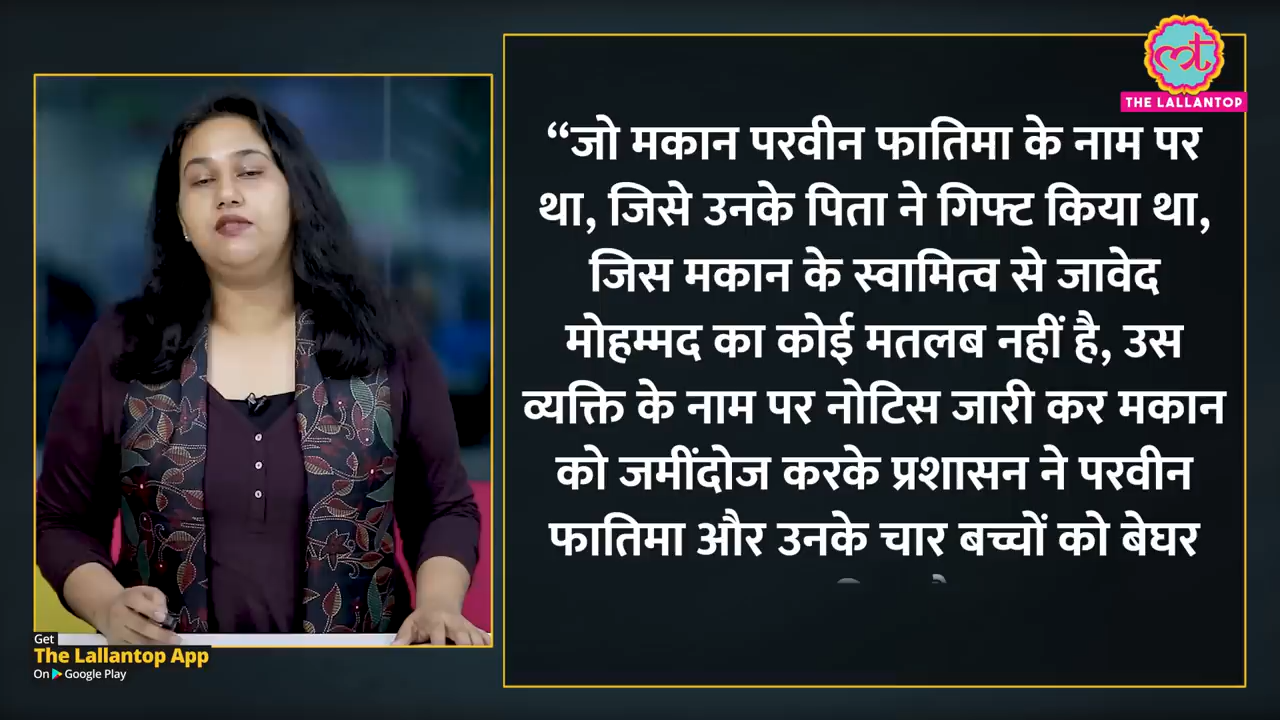 THE LALLANTOP
“जो मकान परवीन फातिमा के नाम पर
था, जिसे उनके पिता ने गिफ्ट किया था,
जिस मकान के स्वामित्व से जावेद
मोहम्मद का कोई मतलब नहीं है, उस
व्यक्ति के नाम पर नोटिस जारी कर मकान
को जमींदोज करके प्रशासन ने परवीन
फातिमा और उनके चार बच्चों को बेघर
Get
The Lallantop App
On Google Play